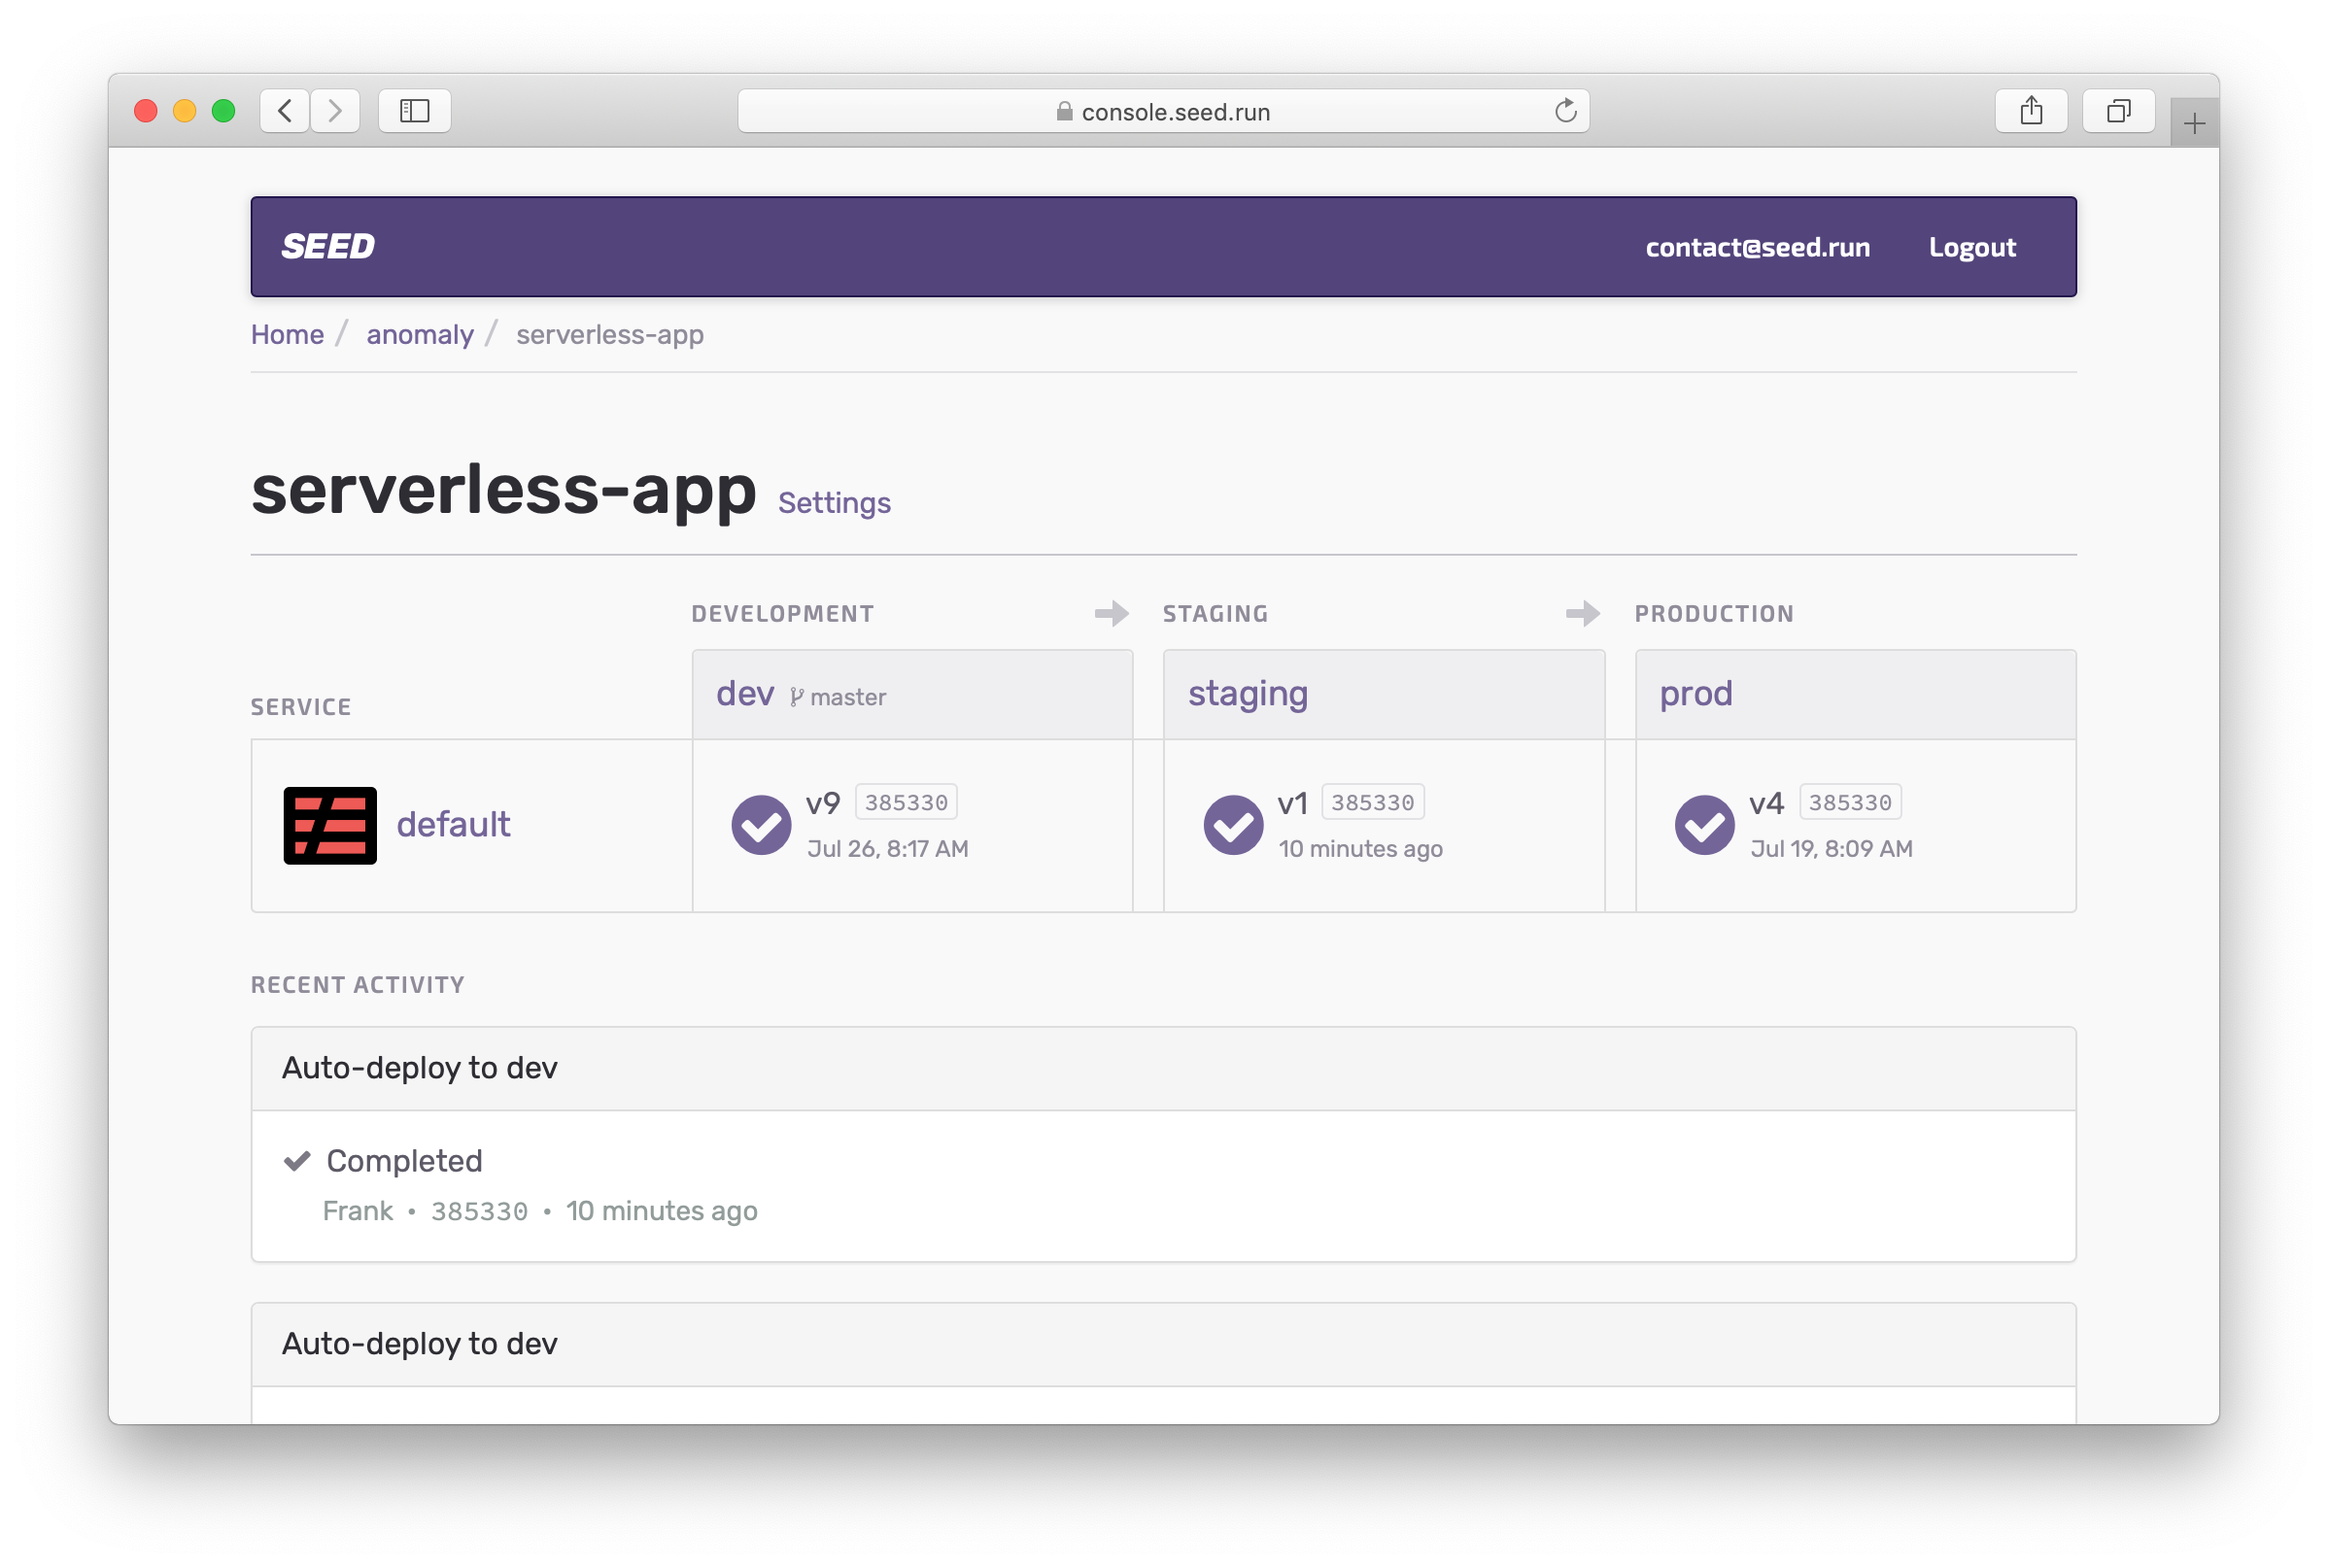 console.seed.run
SEED contact@seed.run Logout
Home / anomaly / serverless-app
serverless-app Settings
DEVELOPMENT STAGING PRODUCTION
SERVICE dev master staging prod
default v9 385330 v1 385330 v4 385330
Jul 26, 8:17 AM 10 minutes ago Jul 19, 8:09 AM
RECENT ACTIVITY
Auto-deploy to dev
Completed
Frank • 385330 • 10 minutes ago
Auto-deploy to dev